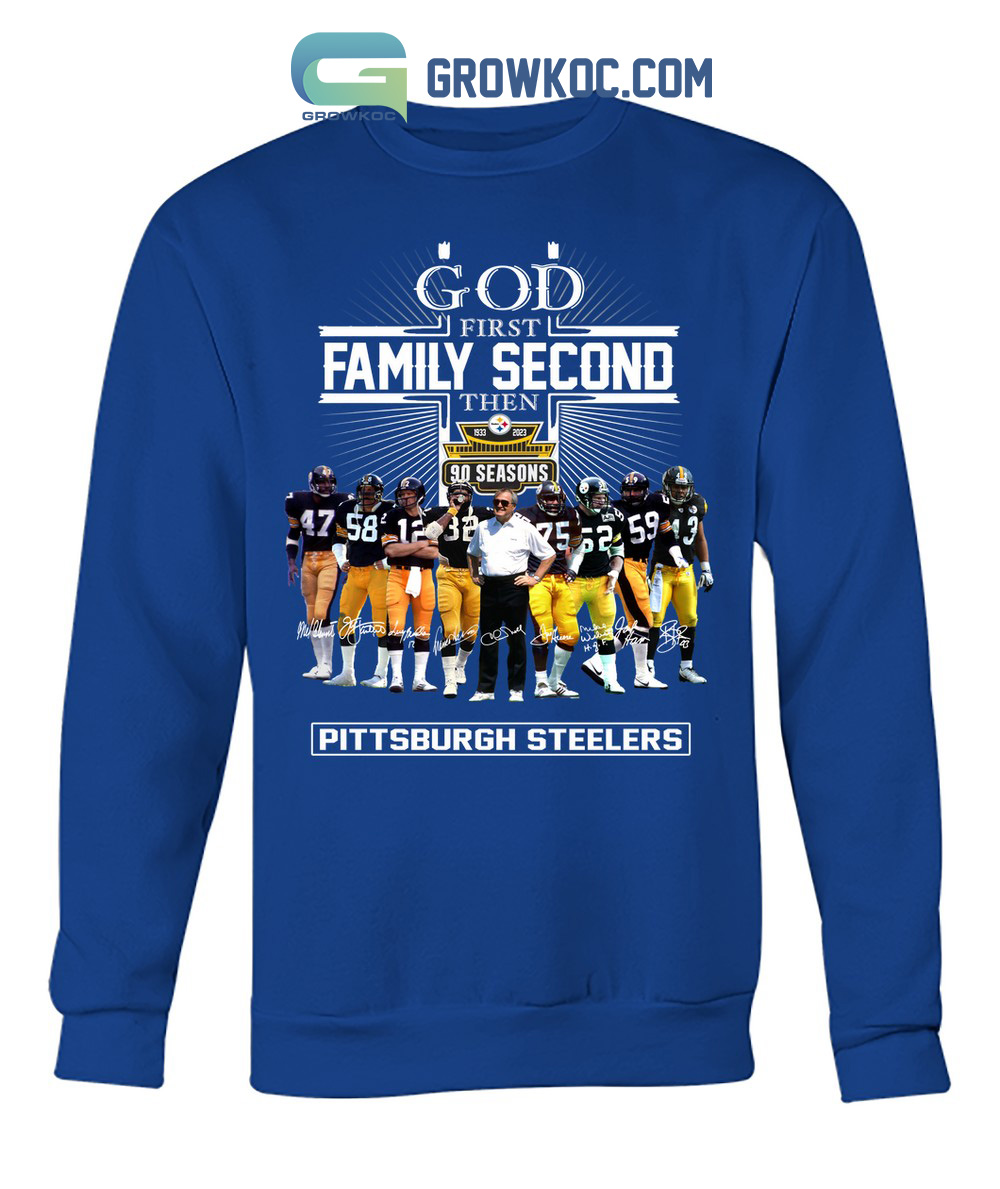 GROWKOC.COM
GROWKOC
GOD
FIRST
FAMILY SECOND
THEN
1933 2023
90 SEASONS
47 58 12 32 75 52 59 43
PITTSBURGH STEELERS